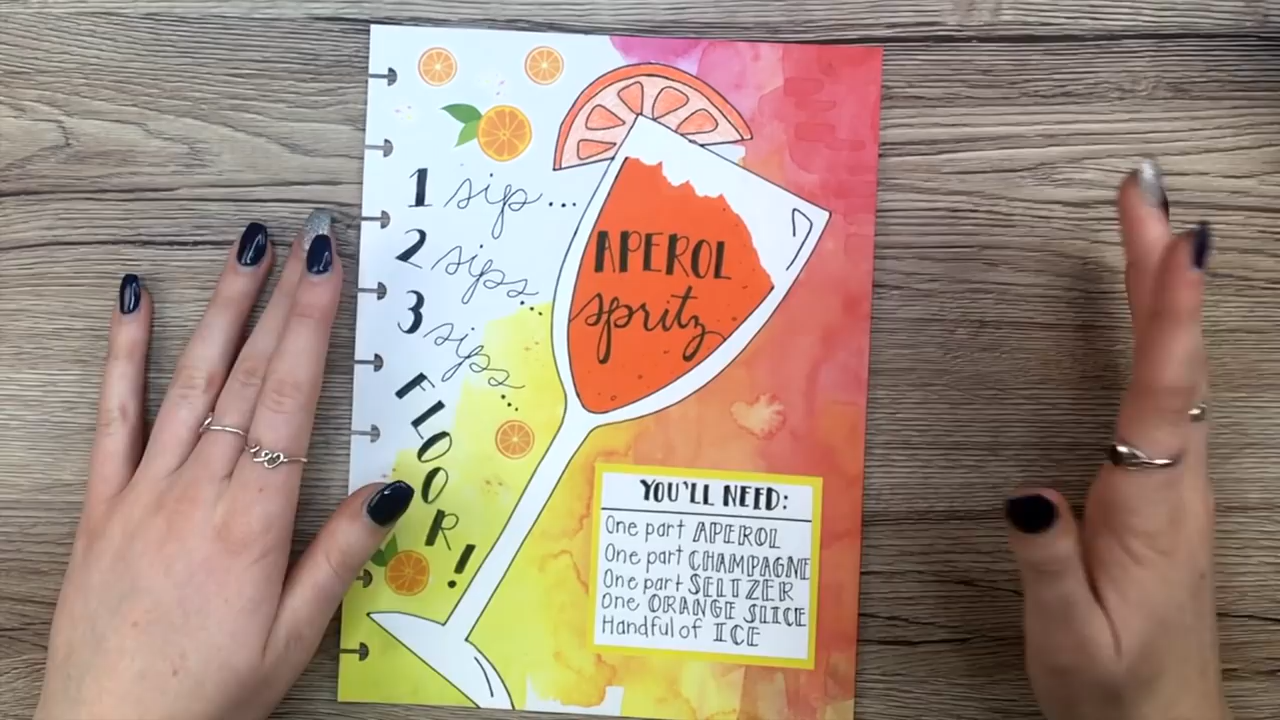 1 sip...
2 sips...
3 sips...
FLOOR!
APEROL
spritz
YOU'LL NEED:
One part APEROL
One part CHAMPAGNE
One part SELTZER
One ORANGE SLICE
Handful of ICE